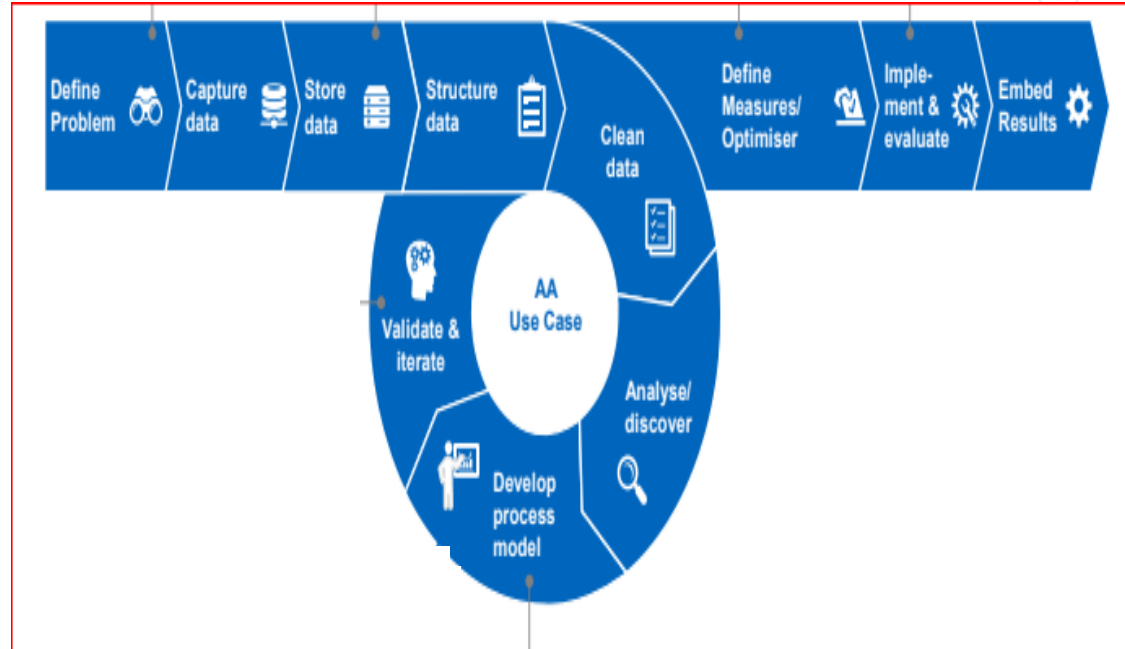 Define
Problem
Capture
data
Store
data
Structure
data
Clean
data
Define
Measures/
Optimiser
Imple-
ment &
evaluate
Embed
Results
AA
Use Case
Validate &
iterate
Analyse/
discover
Develop
process
model